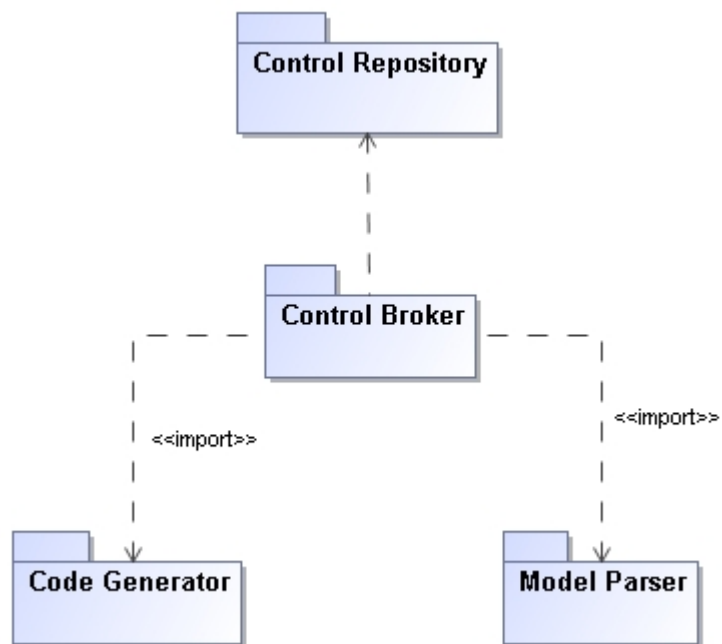 Control Repository
Control Broker
<<import>>
<<import>>
Code Generator
Model Parser